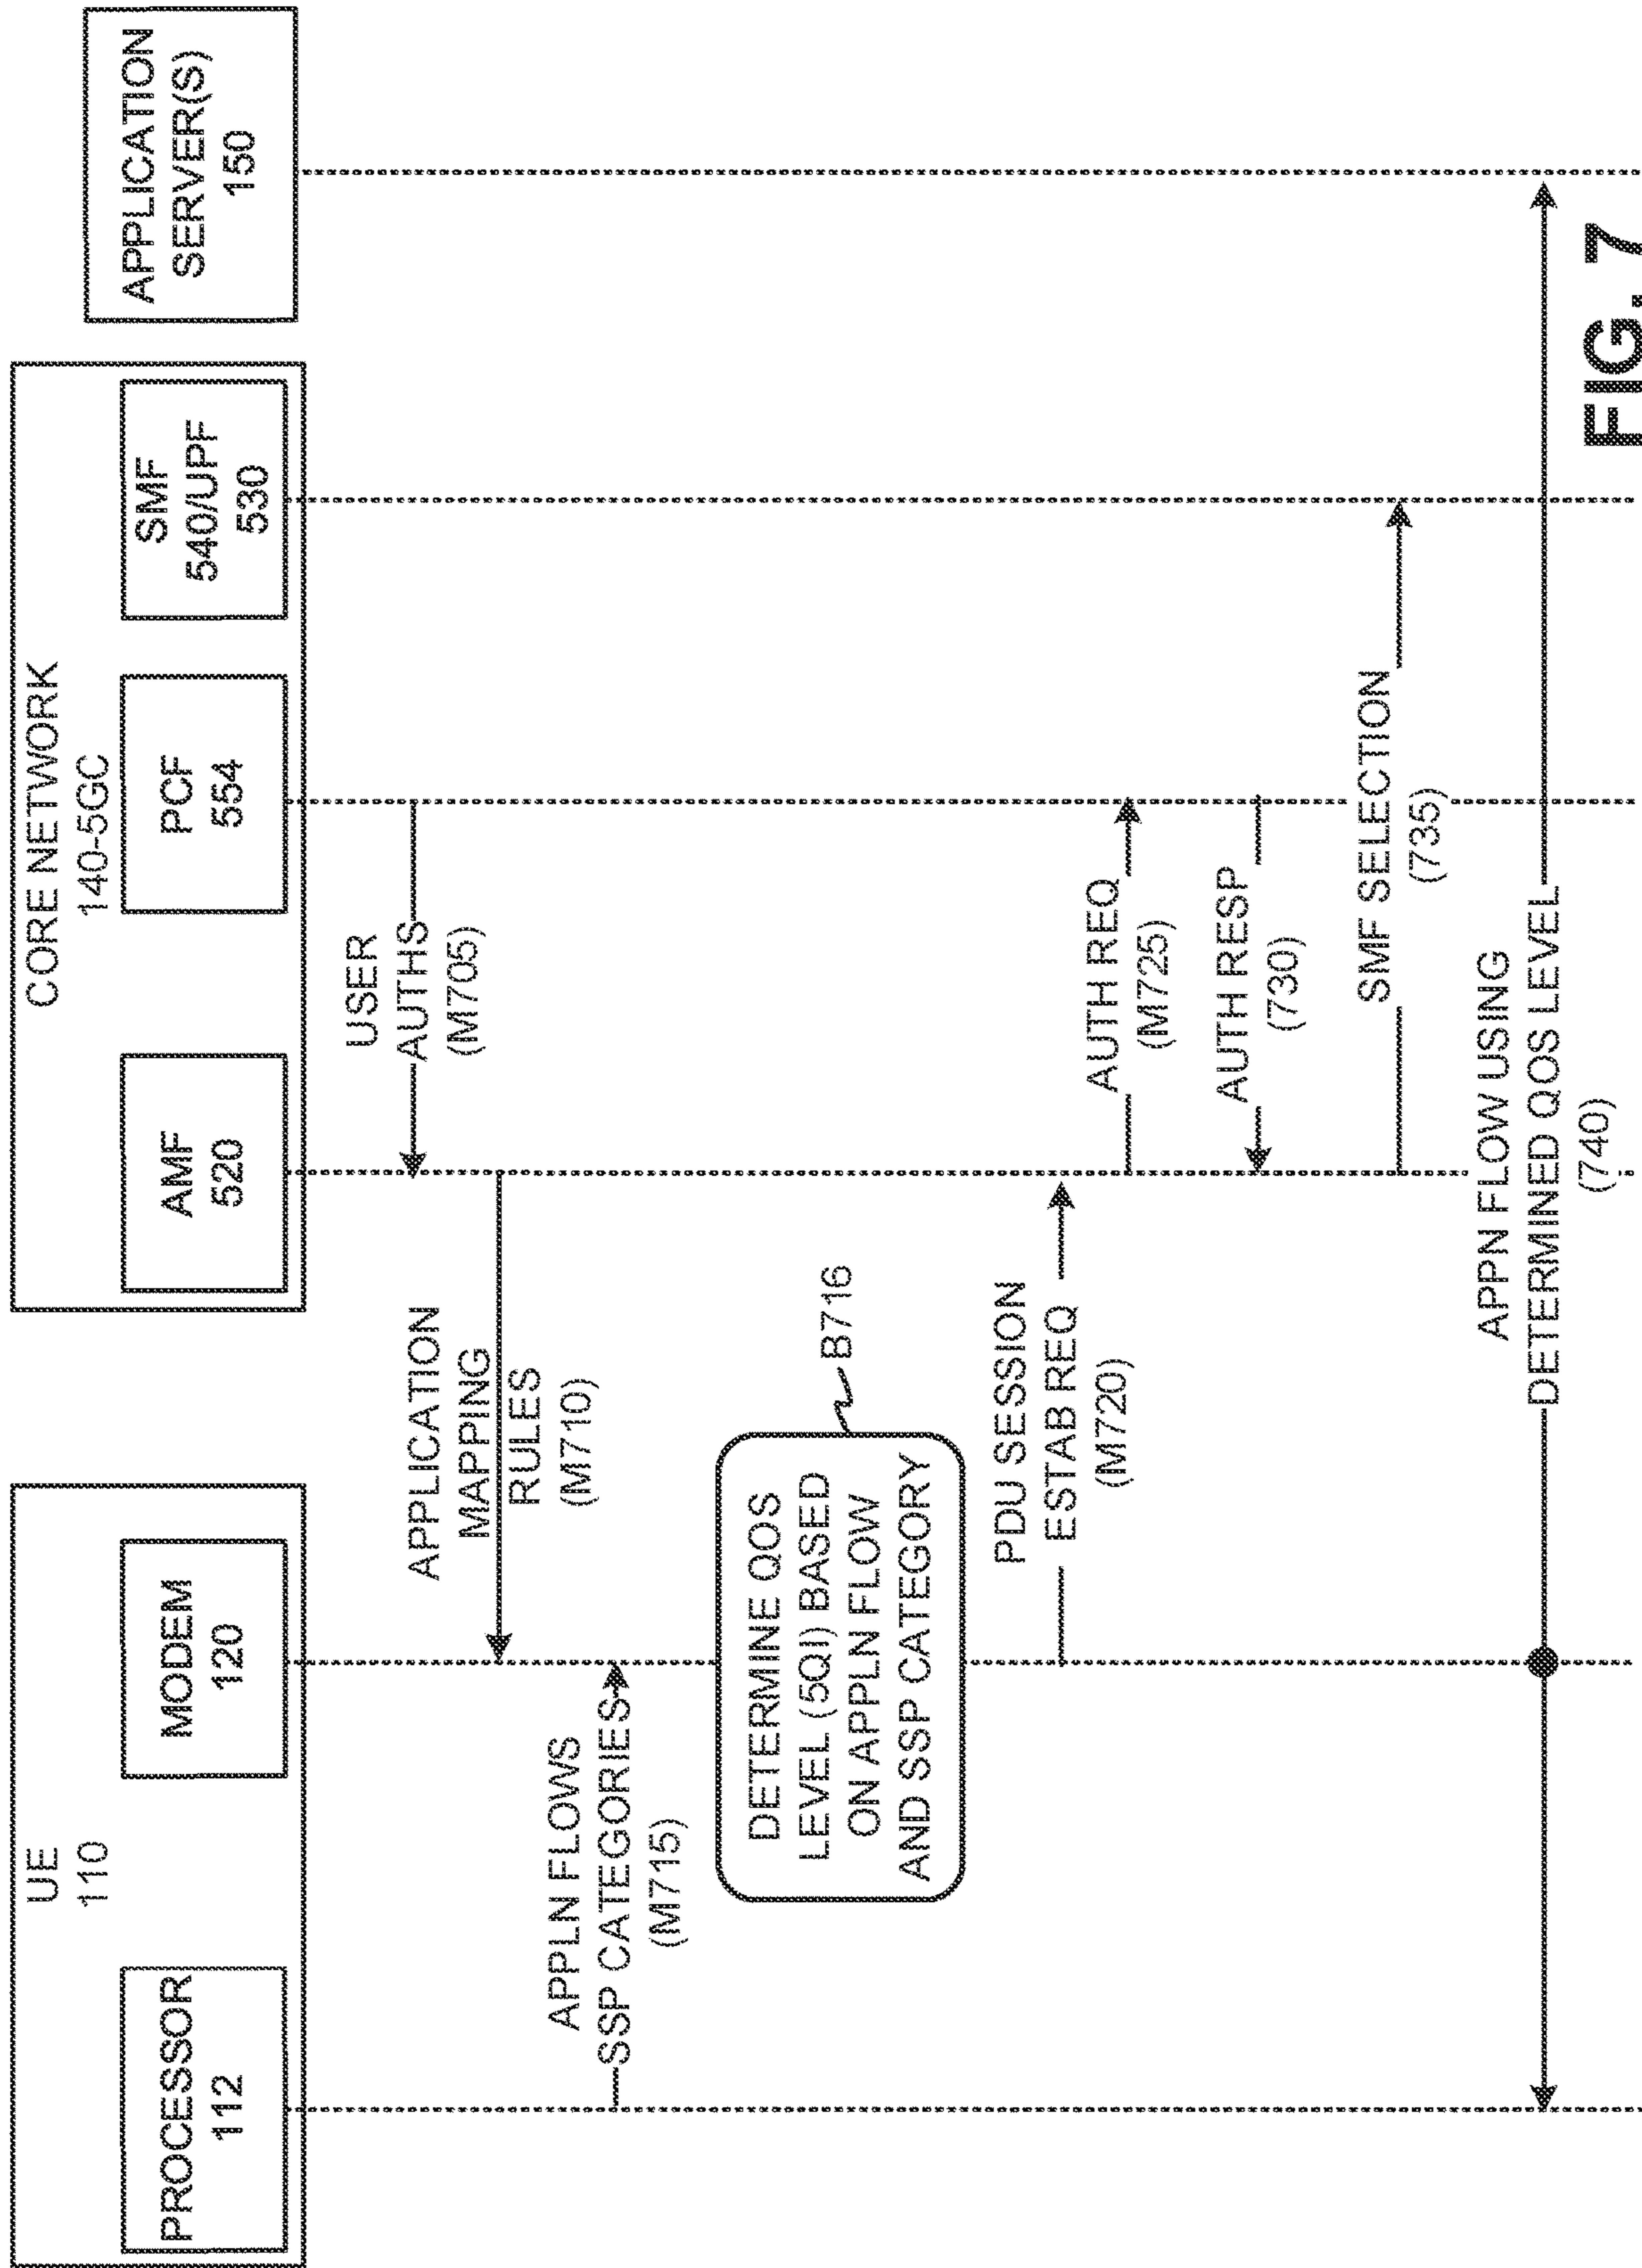 UE
110
PROCESSOR
112
MODEM
120
CORE NETWORK
140-5GC
AMF
520
PCF
554
SMF
540/UPF
530
APPLICATION
SERVER(S)
150
USER
AUTHS
(M705)
APPLICATION
MAPPING
RULES
(M710)
APPLN FLOWS
SSP CATEGORIES
(M715)
DETERMINE QOS
LEVEL (5QI) BASED
ON APPLN FLOW
AND SSP CATEGORY
B716
PDU SESSION
ESTAB REQ
(M720)
AUTH REQ
(M725)
AUTH RESP
(730)
SMF SELECTION
(735)
APPN FLOW USING
DETERMINED QOS LEVEL
(740)
FIG. 7